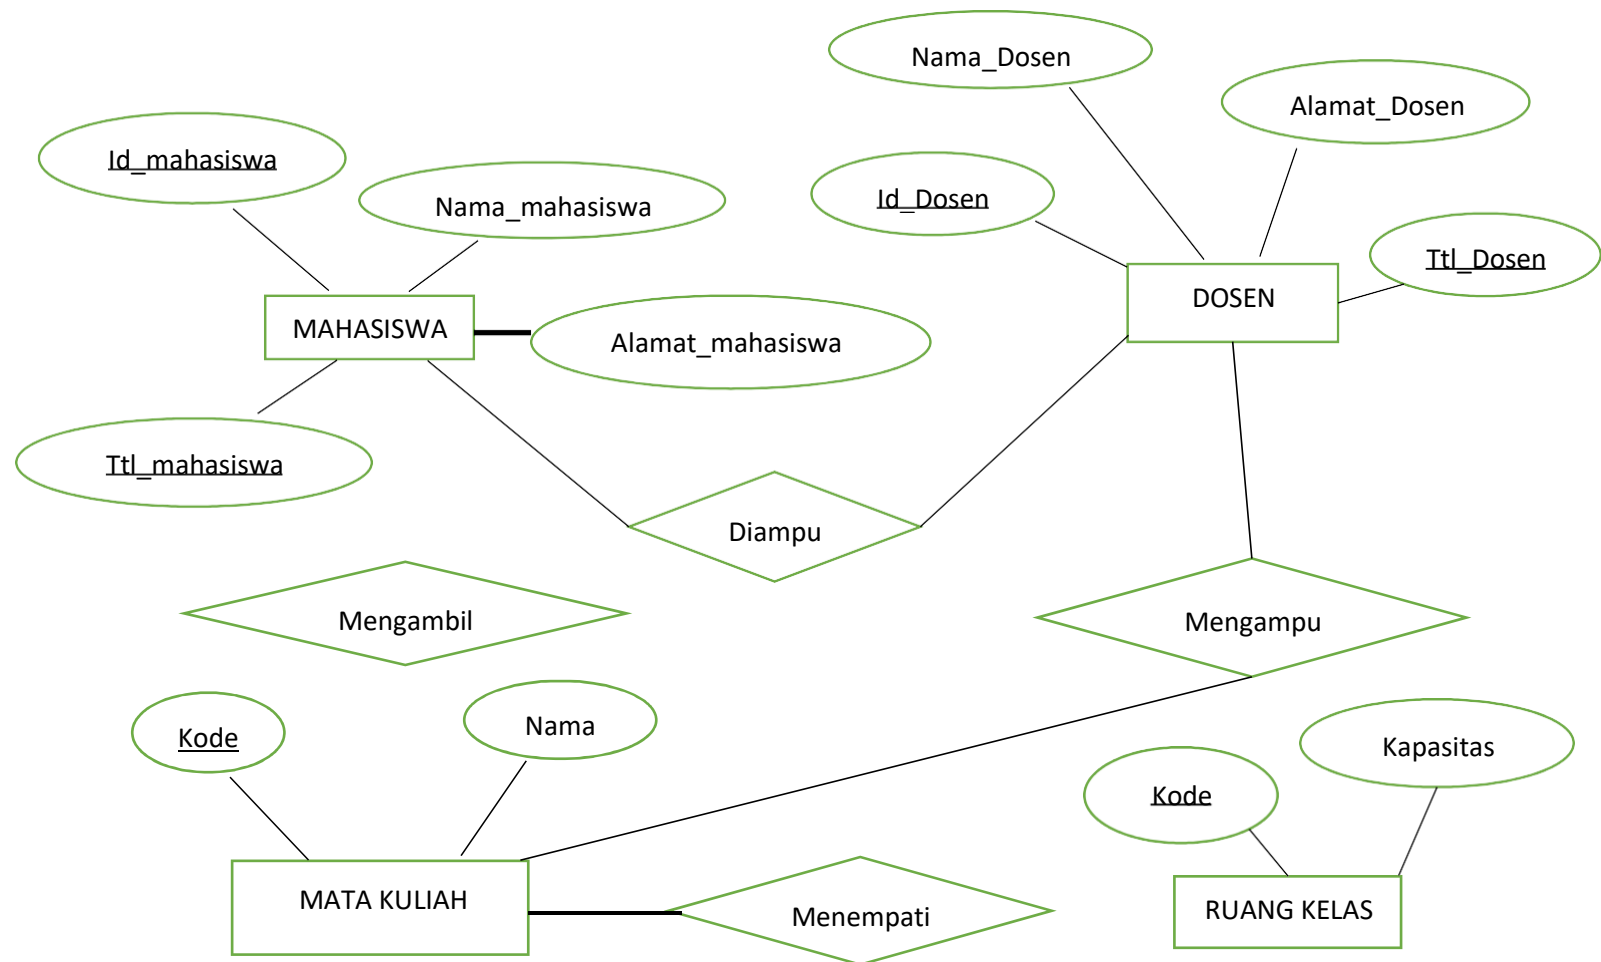 Nama_Dosen
Alamat_Dosen
Id_mahasiswa
Nama_mahasiswa
Id_Dosen
Ttl_Dosen
DOSEN
MAHASISWA
Alamat_mahasiswa
Ttl_mahasiswa
Diampu
Mengambil
Mengampu
Kode
Nama
Kapasitas
Kode
MATA KULIAH
Menempati
RUANG KELAS